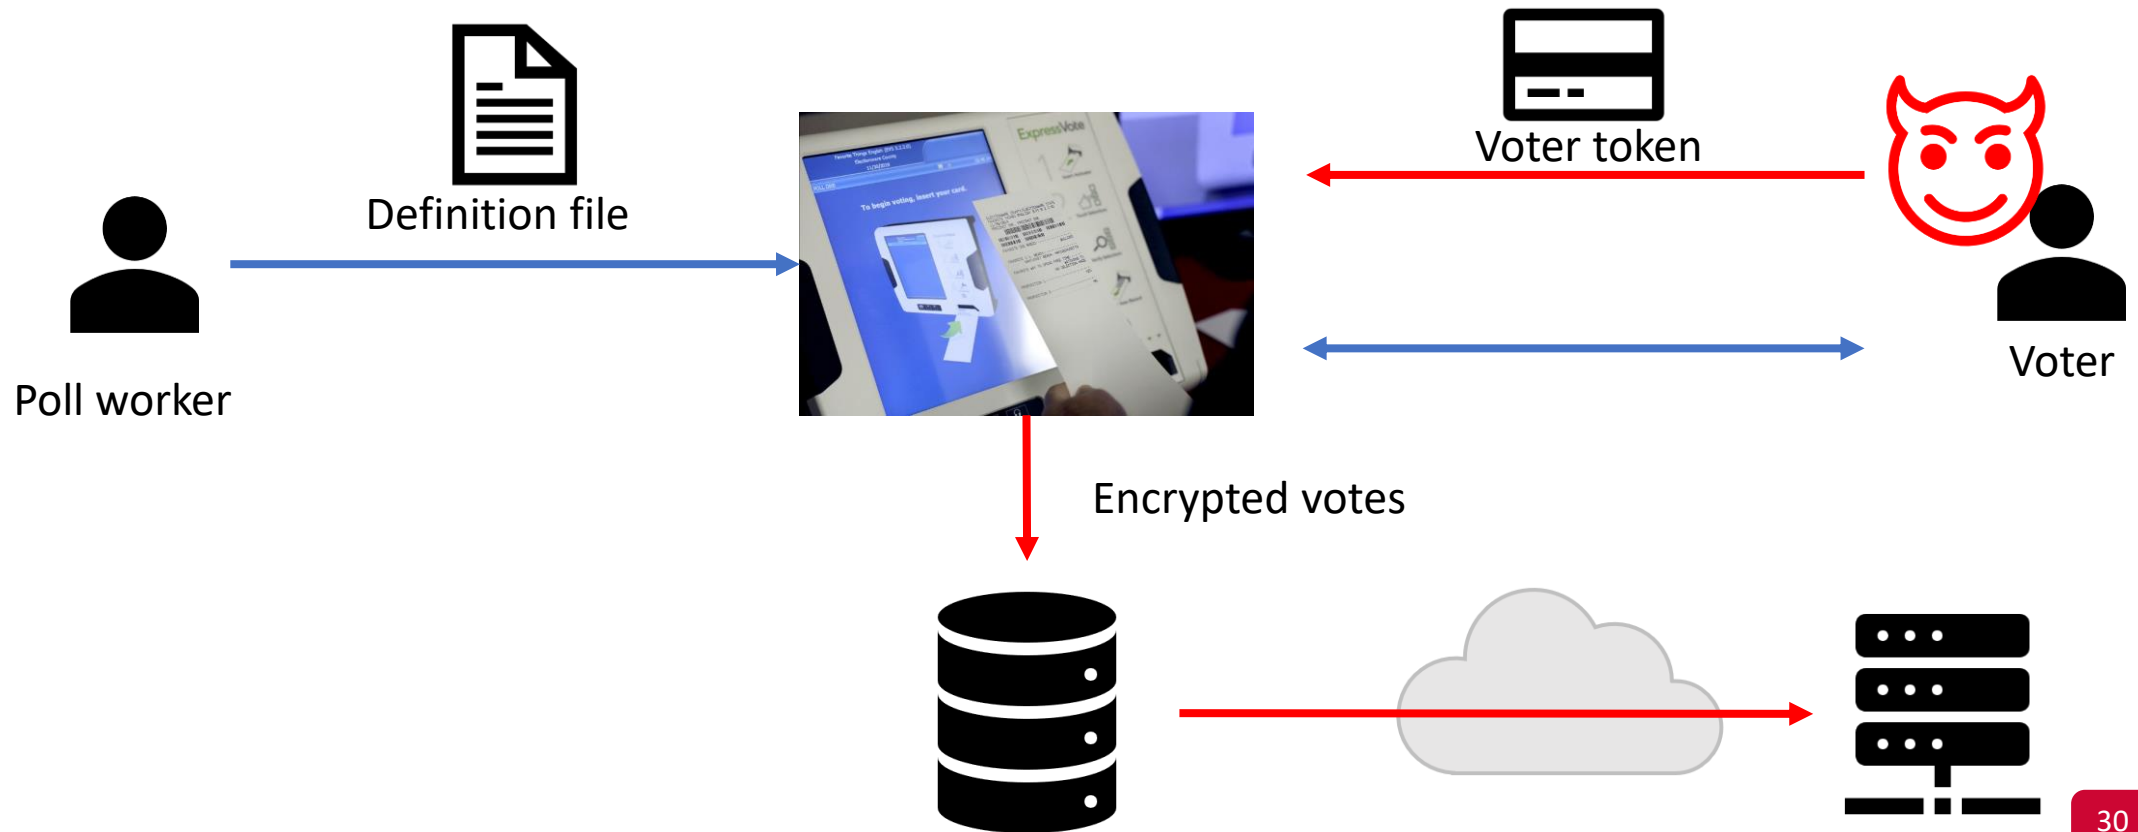 Voter token
Definition file
ExpressVote
To begin voting, insert your card.
Voter
Poll worker
Encrypted votes
30